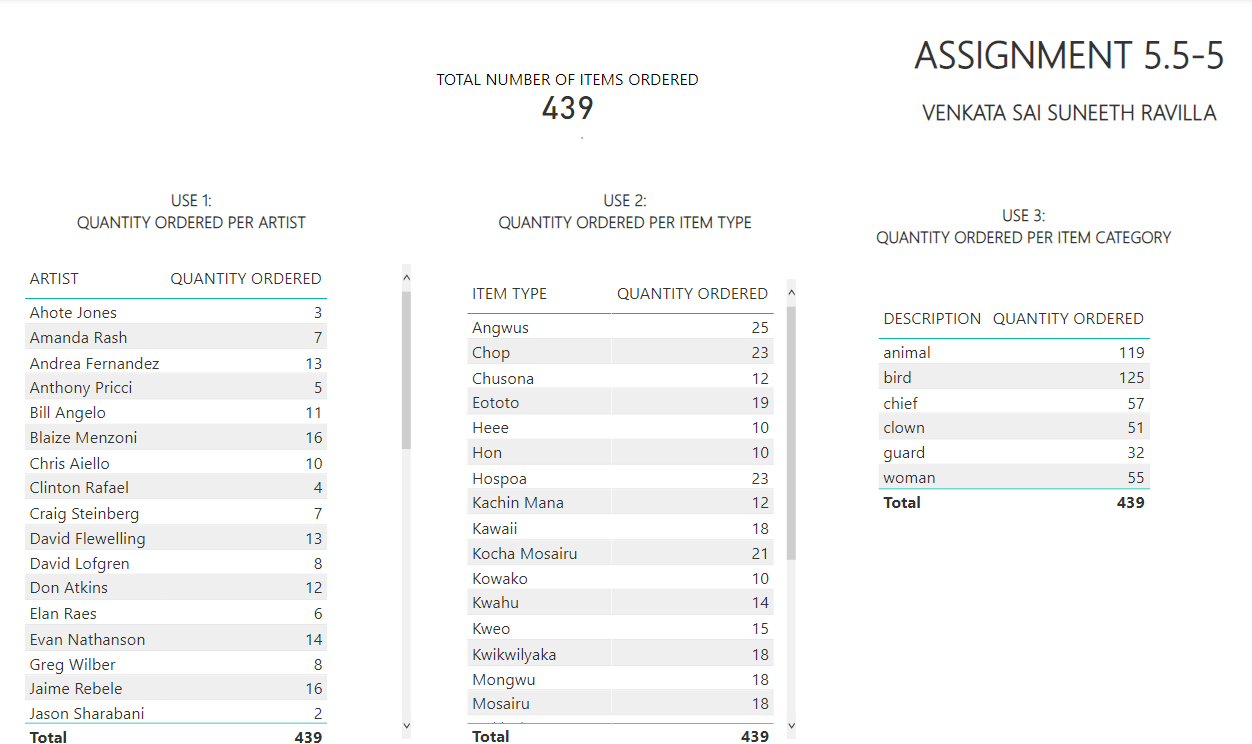 ASSIGNMENT 5.5-5
VENKATA SAI SUNEETH RAVILLA
TOTAL NUMBER OF ITEMS ORDERED
439
USE 1:
QUANTITY ORDERED PER ARTIST
ARTIST QUANTITY ORDERED
Ahote Jones 3
Amanda Rash 7
Andrea Fernandez 13
Anthony Pricci 5
Bill Angelo 11
Blaize Menzoni 16
Chris Aiello 10
Clinton Rafael 4
Craig Steinberg 7
David Flewelling 13
David Lofgren 8
Don Atkins 12
Elan Raes 6
Evan Nathanson 14
Greg Wilber 8
Jaime Rebele 16
Jason Sharabani 2
Total 439
USE 2:
QUANTITY ORDERED PER ITEM TYPE
ITEM TYPE QUANTITY ORDERED
Angwus 25
Chop 23
Chusona 12
Eototo 19
Heee 10
Hon 10
Hospoa 23
Kachin Mana 12
Kawaii 18
Kocha Mosairu 21
Kowako 10
Kwahu 14
Kweo 15
Kwikwilyaka 18
Mongwu 18
Mosairu 18
Total 439
USE 3:
QUANTITY ORDERED PER ITEM CATEGORY
DESCRIPTION QUANTITY ORDERED
animal 119
bird 125
chief 57
clown 51
guard 32
woman 55
Total 439